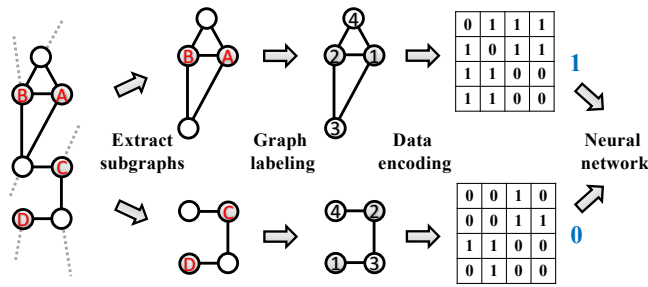 B A
C
D
Extract
subgraphs
B A
C
D
Graph
labeling
4
2 1
3
4 2
1 3
Data
encoding
0 1 1 1
1 0 1 1
1 1 0 0
1 1 0 0
1
0 0 1 0
0 0 1 1
1 1 0 0
0 1 0 0
0
Neural
network